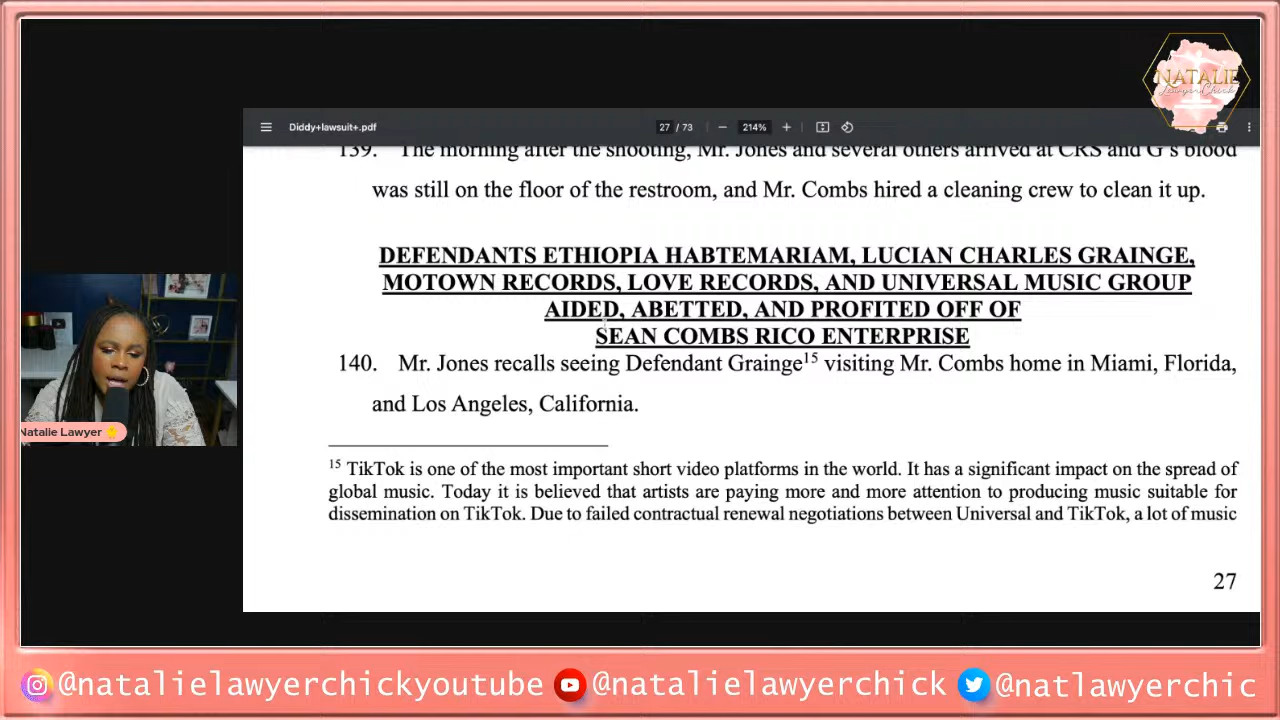 NATALIE
LawyerChick
Diddy+lawsuit+.pdf
27 / 73
214%
139. The morning after the shooting, Mr. Jones and several others arrived at CRS and G's blood
was still on the floor of the restroom, and Mr. Combs hired a cleaning crew to clean it up.
DEFENDANTS ETHIOPIA HABTEMARIAM, LUCIAN CHARLES GRAINGE,
MOTOWN RECORDS, LOVE RECORDS, AND UNIVERSAL MUSIC GROUP
AIDED, ABETTED, AND PROFITED OFF OF
SEAN COMBS RICO ENTERPRISE
140. Mr. Jones recalls seeing Defendant Grainge15 visiting Mr. Combs home in Miami, Florida,
and Los Angeles, California.
15 TikTok is one of the most important short video platforms in the world. It has a significant impact on the spread of
global music. Today it is believed that artists are paying more and more attention to producing music suitable for
dissemination on TikTok. Due to failed contractual renewal negotiations between Universal and TikTok, a lot of music
27
Natalie Lawyer
@natalielawyerchickyoutube
@natalielawyerchick
@natlawyerchic